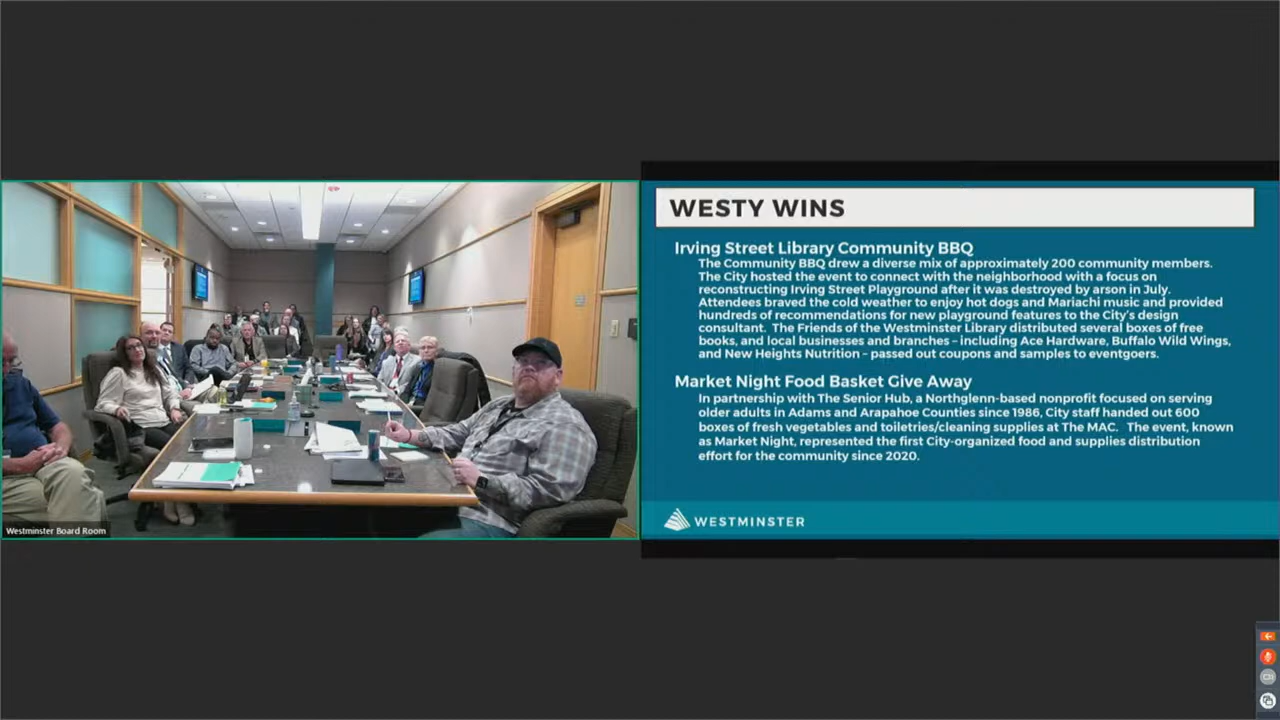 WESTY WINS
Irving Street Library Community BBQ
The Community BBQ drew a diverse mix of approximately 200 community members.
The City hosted the event to connect with the neighborhood with a focus on
reconstructing Irving Street Playground after it was destroyed by arson in July.
Attendees braved the cold weather to enjoy hot dogs and Mariachi music and provided
hundreds of recommendations for new playground features to the City's design
consultant. The Friends of the Westminster Library distributed several boxes of free
books, and local businesses and branches – including Ace Hardware, Buffalo Wild Wings,
and New Heights Nutrition – passed out coupons and samples to eventgoers.
Market Night Food Basket Give Away
In partnership with The Senior Hub, a Northglenn-based nonprofit focused on serving
older adults in Adams and Arapahoe Counties since 1986, City staff handed out 600
boxes of fresh vegetables and toiletries/cleaning supplies at The MAC. The event, known
as Market Night, represented the first City-organized food and supplies distribution
effort for the community since 2020.
WESTMINSTER
Westminster Board Room